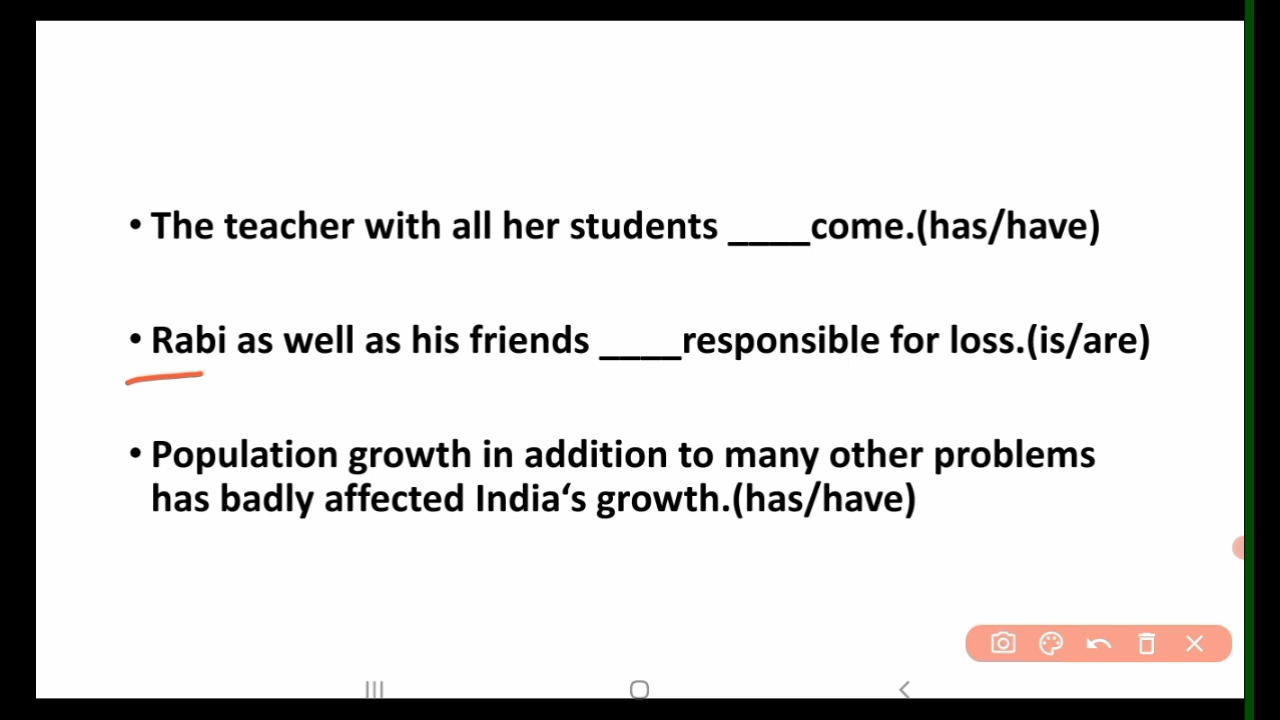 • The teacher with all her students ____come.(has/have)
• Rabi as well as his friends ____responsible for loss.(is/are)
• Population growth in addition to many other problems
has badly affected India‘s growth.(has/have)